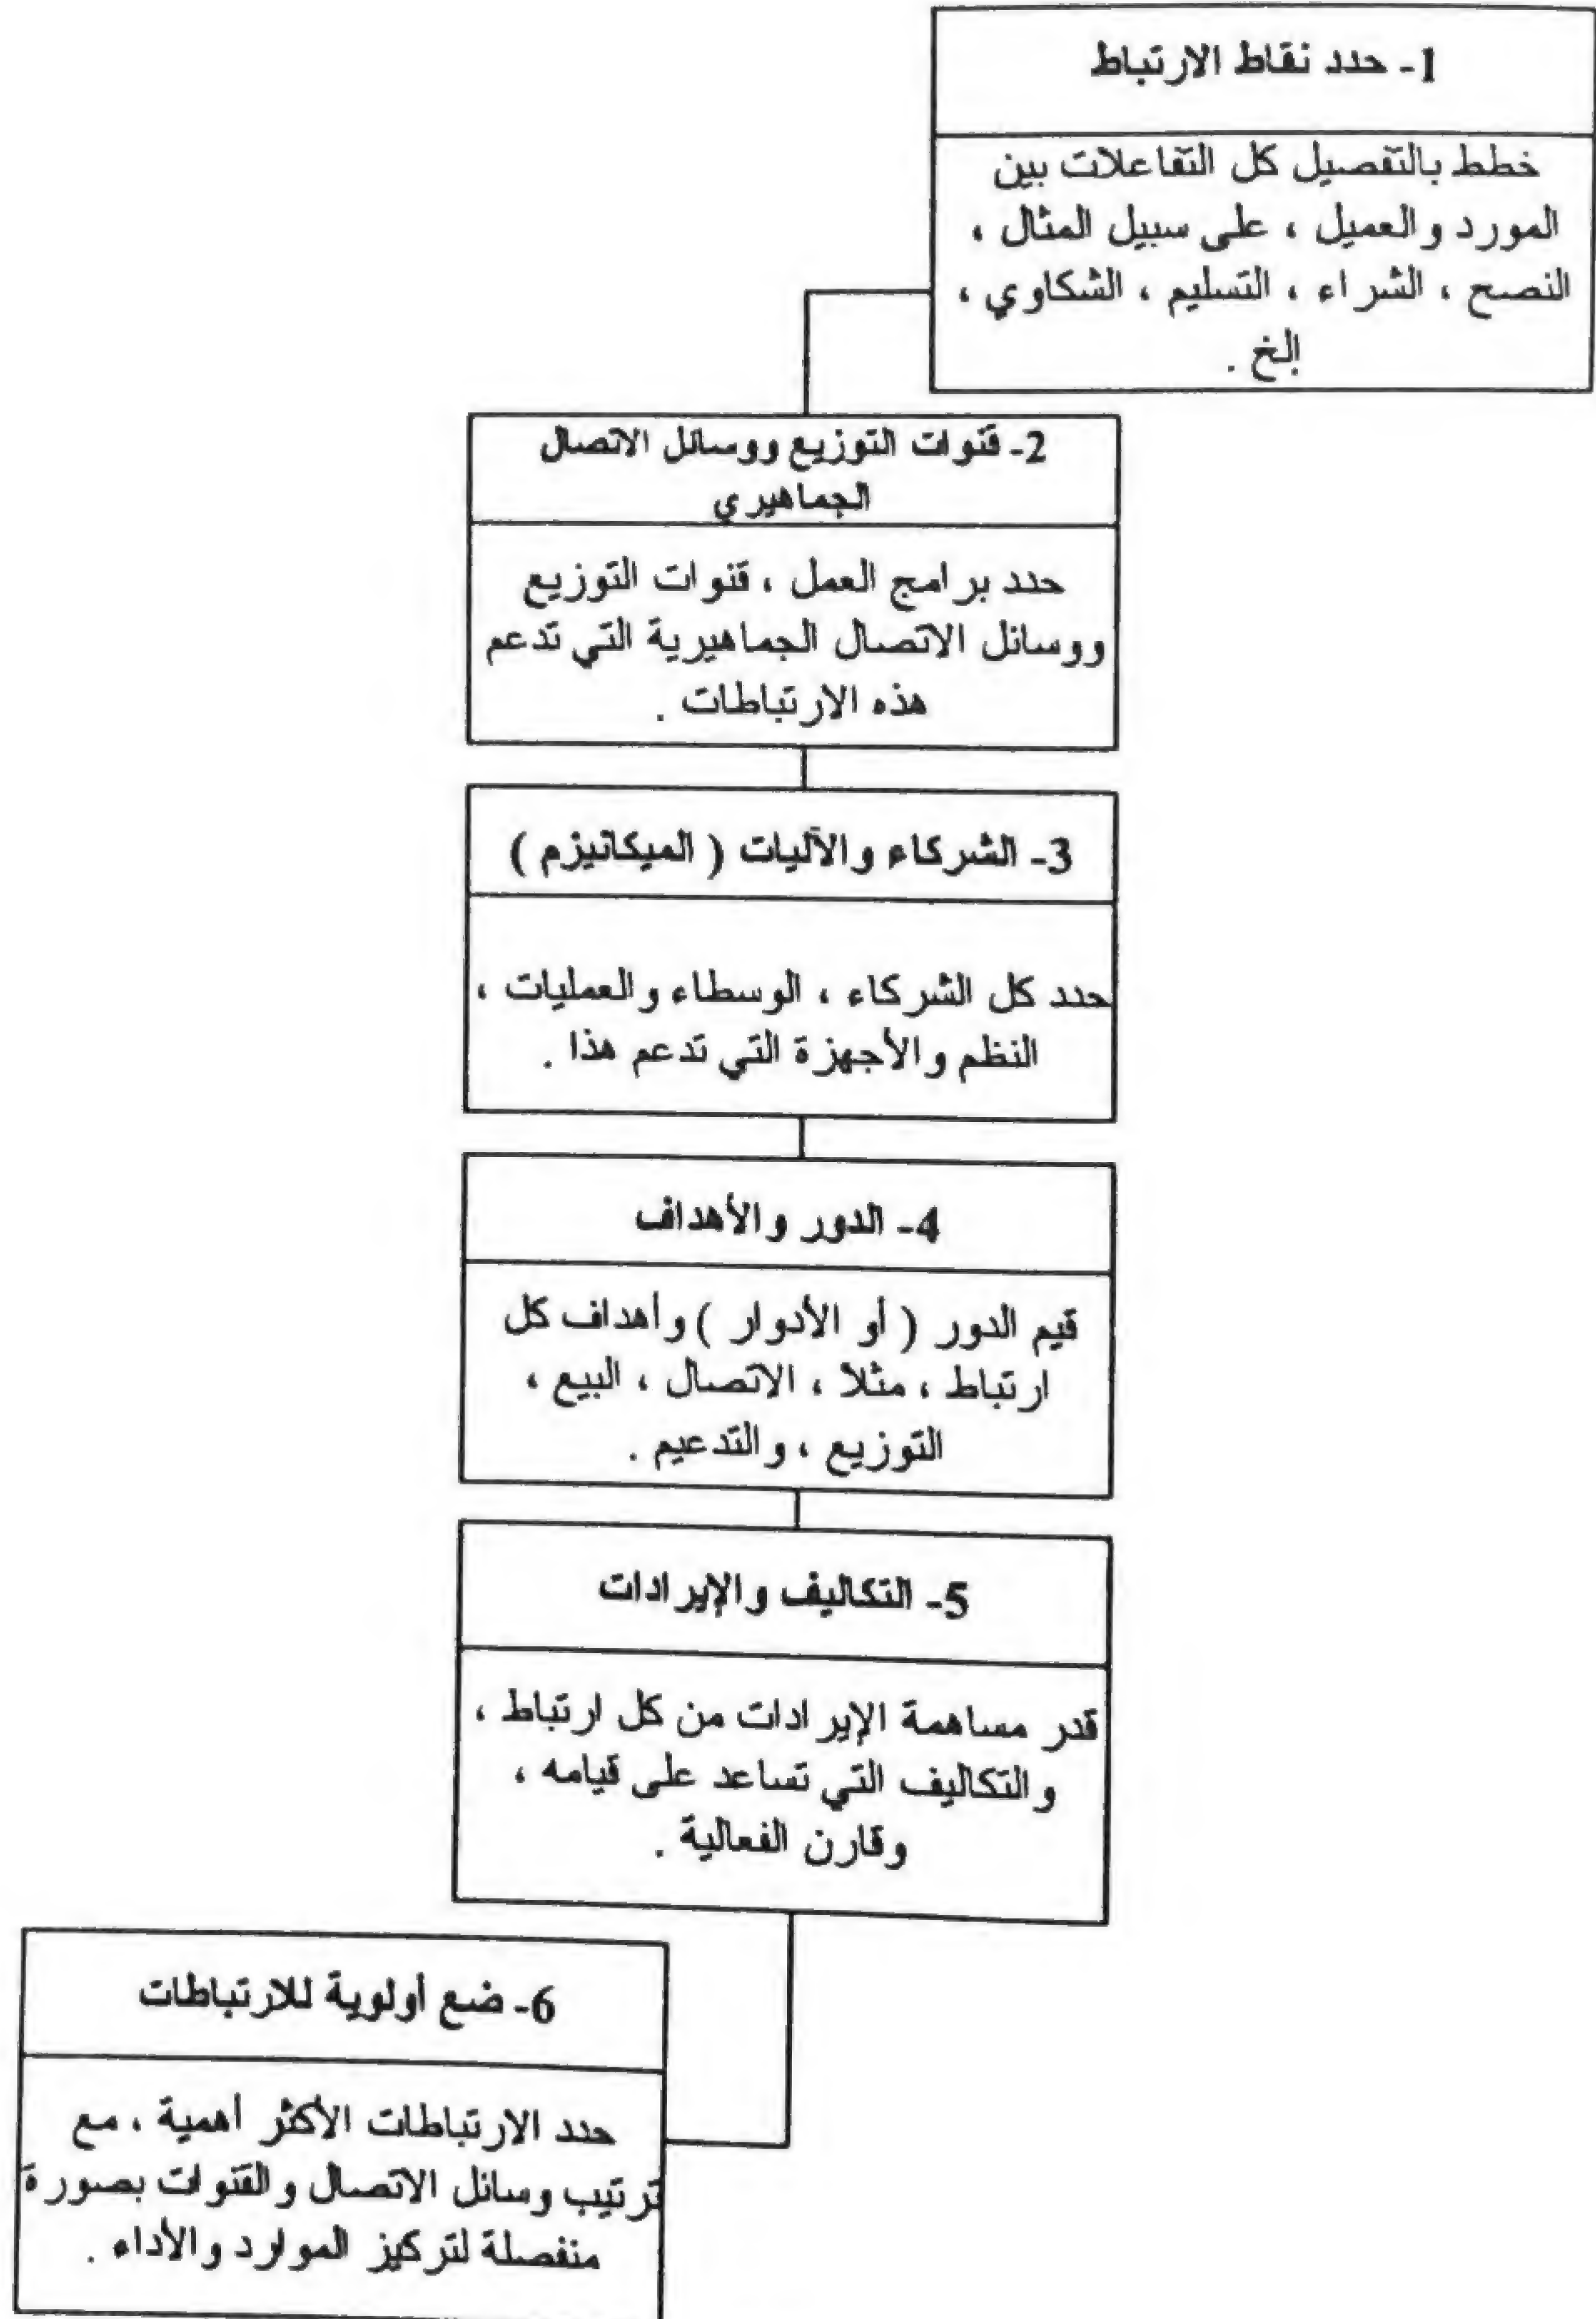 1- حدد نقاط الارتباط
خطط بالتفصيل كل التفاعلات بين
المورد والعميل ، على سبيل المثال ،
النصح ، الشراء ، التسليم ، الشكاوي ،
إلخ .
2- قنوات التوزيع ووسائل الاتصال
الجماهيري
حدد برامج العمل ، قنوات التوزيع
ووسائل الاتصال الجماهيرية التي تدعم
هذه الارتباطات .
3- الشركاء والآليات ( الميكانيزم )
حدد كل الشركاء ، الوسطاء والعمليات ،
النظم والأجهزة التي تدعم هذا .
4- الدور والأهداف
قيم الدور ( أو الأدوار ) وأهداف كل
ارتباط ، مثلا ، الاتصال ، البيع ،
التوزيع ، والتدعيم .
5- التكاليف والإيرادات
قدر مساهمة الإيرادات من كل ارتباط ،
والتكاليف التي تساعد على قيامه ،
وقارن الفعالية .
6- ضع أولوية للارتباطات
حدد الارتباطات الأكثر أهمية ، مع
ترتيب وسائل الاتصال والقنوات بصورة
منفصلة لتركيز الموارد والأداء .